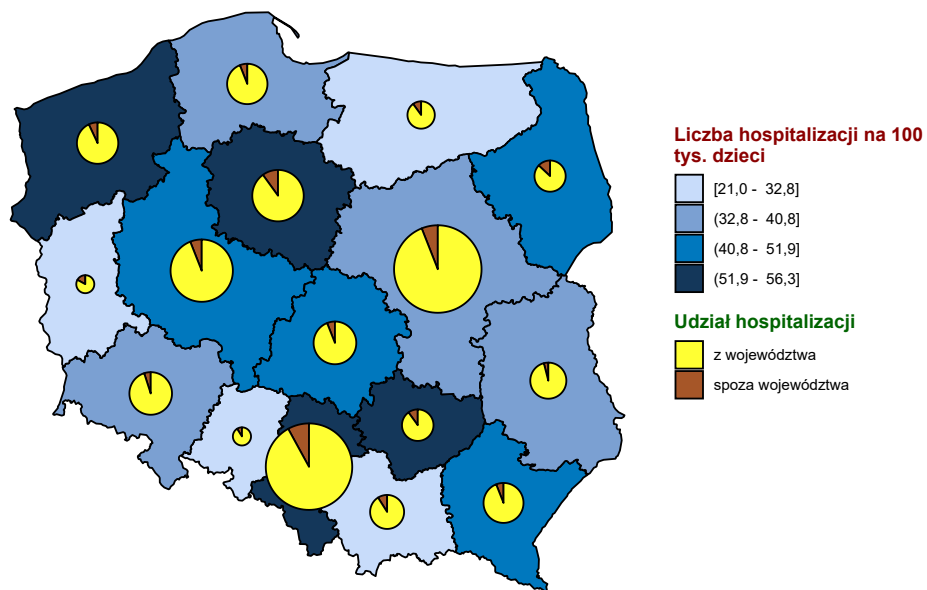 Liczba hospitalizacji na 100
tys. dzieci
[21,0 - 32,8]
(32,8 - 40,8]
(40,8 - 51,9]
(51,9 - 56,3]
Udział hospitalizacji
z województwa
spoza województwa